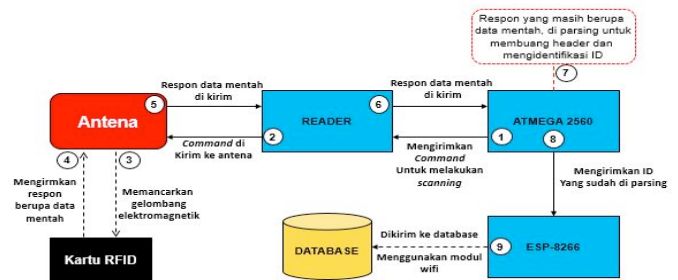 Respon yang masih berupa
data mentah, di parsing untuk
membuang header dan
mengidentifikasi ID
7
Antena
5
Respon data mentah
di kirim
READER
6
2
Respon data mentah
di kirim
ATMEGA 2560
1
8
Command di
Kirim ke antena
Mengirimkan
Command
Untuk melakukan
scanning
4
3
Mengirmkan
respon
berupa data
mentah
Memancarkan
gelombang
elektromagnetik
Mengirimkan ID
Yang sudah di parsing
Kartu RFID
DATABASE
Dikirim ke database
Menggunakan modul
wifi
9
ESP-8266